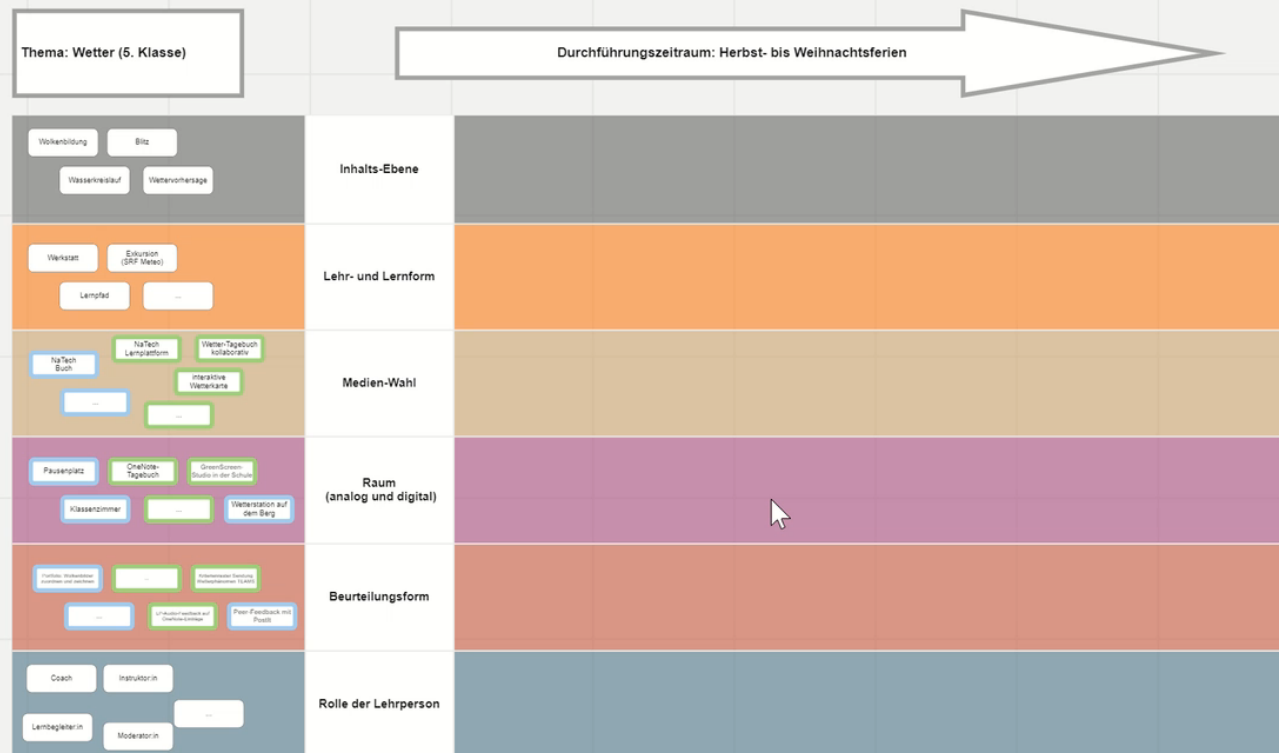 Thema: Wetter (5. Klasse)
Durchführungszeitraum: Herbst- bis Weihnachtsferien
Wolkenbildung
Blitz
Wasserkreislauf
Wettervorhersage
Inhalts-Ebene
Werkstatt
Exkursion
(SRF Meteo)
Lernpfad
...
Lehr- und Lernform
NaTech
Buch
NaTech
Lernplattform
Wetter-Tagebuch
kollaborativ
interaktive
Wetterkarte
...
...
Medien-Wahl
Pausenplatz
OneNote-
Tagebuch
GreenScreen-
Studio in der Schule
Klassenzimmer
...
Wetterstation auf
dem Berg
Raum
(analog und digital)
...
...
Peer-Feedback mit
PostIt
Beurteilungsform
Coach
Instruktor:in
...
Lernbegleiter:in
Moderator:in
Rolle der Lehrperson